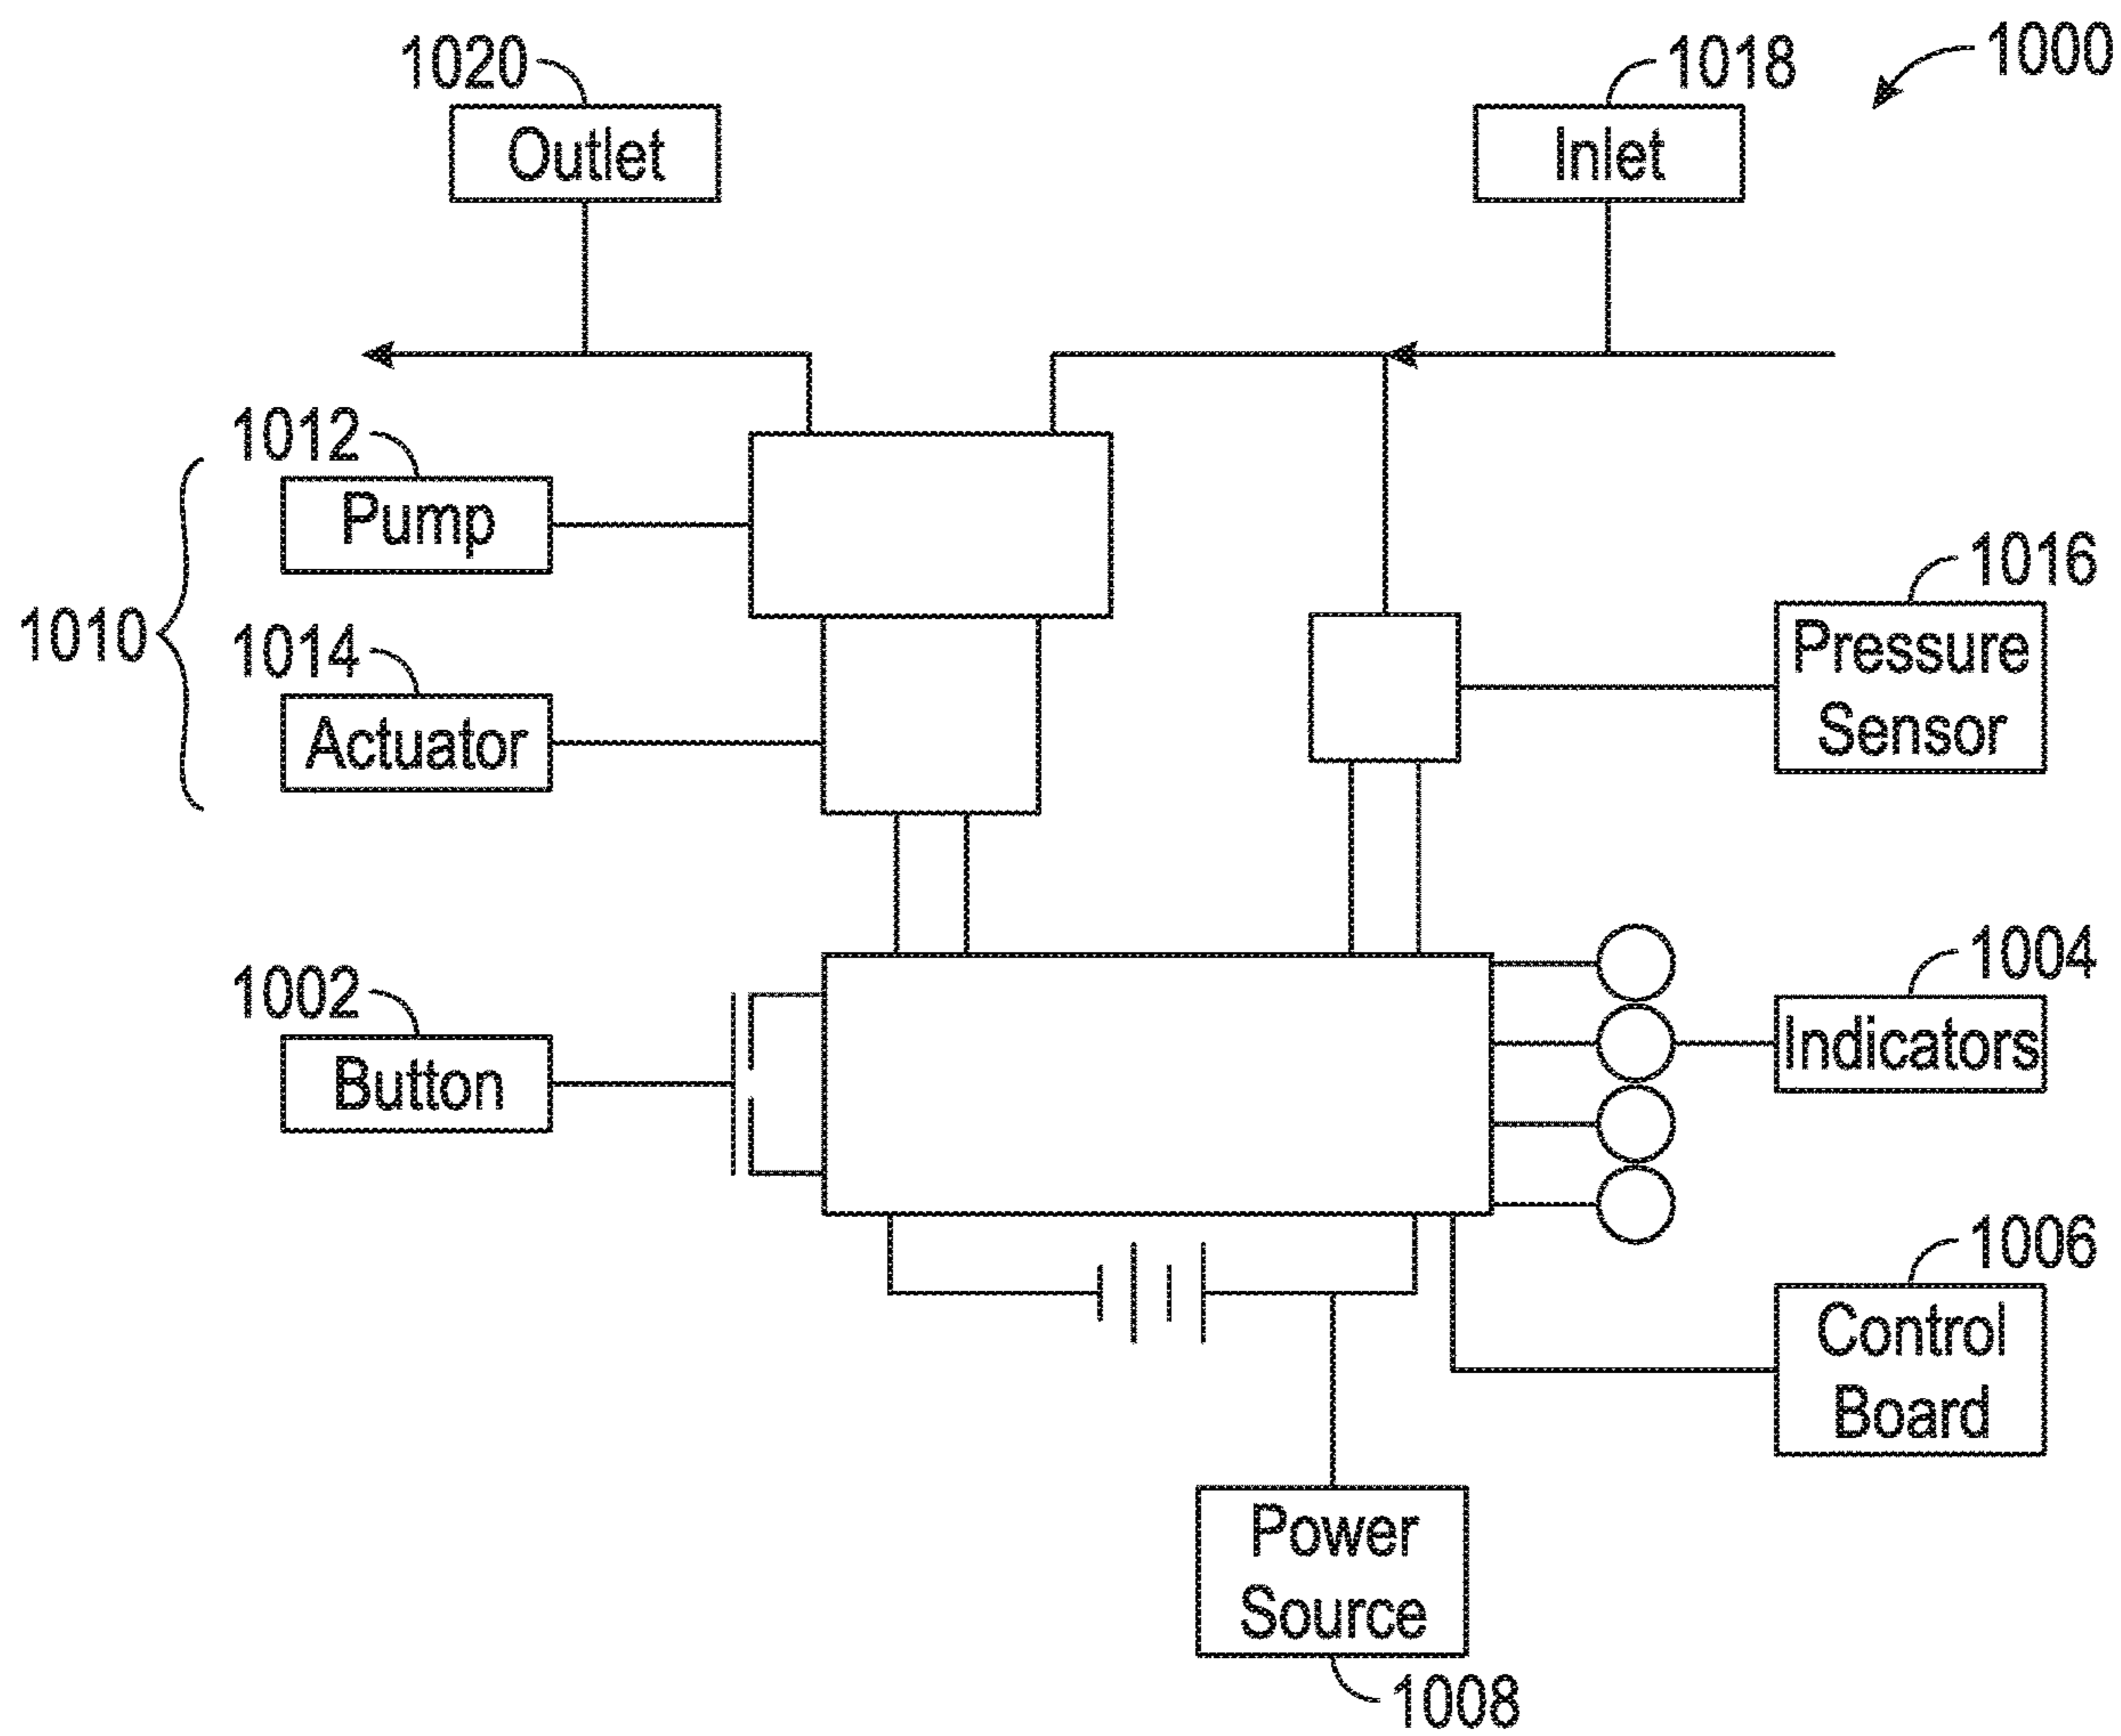 1020
1018
1000
Outlet
Inlet
1012
Pump
1010
1014
Actuator
1016
Pressure
Sensor
1002
Button
1004
Indicators
1006
Control
Board
Power
Source
1008